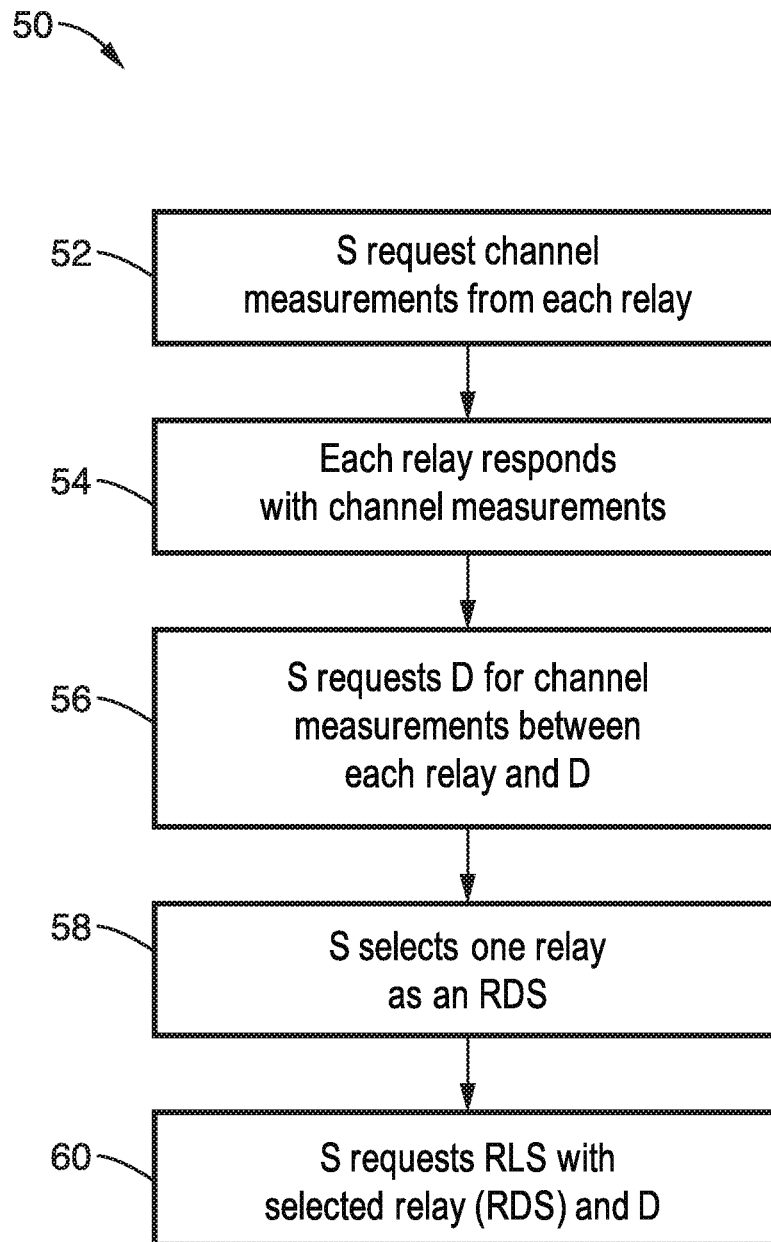 50
52
S request channel
measurements from each relay
54
Each relay responds
with channel measurements
56
S requests D for channel
measurements between
each relay and D
58
S selects one relay
as an RDS
60
S requests RLS with
selected relay (RDS) and D